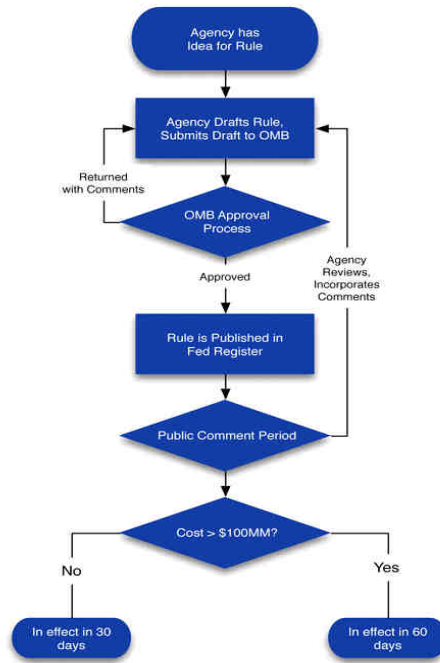 Agency has
Idea for Rule
Agency Drafts Rule,
Submits Draft to OMB
Returned
with Comments
OMB Approval
Process
Approved
Agency
Reviews,
Incorporates
Comments
Rule is Published in
Fed Register
Public Comment Period
Cost > $100MM?
No
Yes
In effect in 30
days
In effect in 60
days